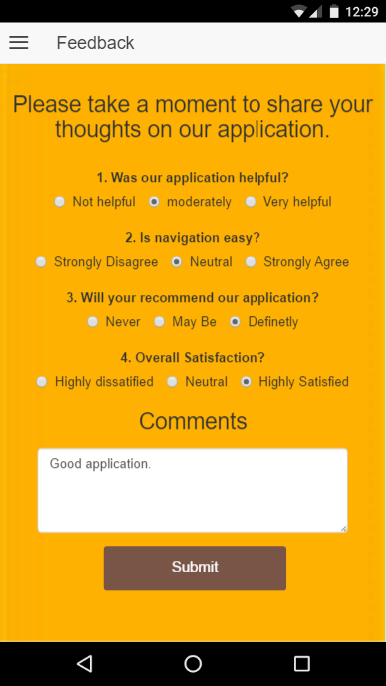 12:29
Feedback
Please take a moment to share your
thoughts on our application.
1. Was our application helpful?
Not helpful moderately Very helpful
2. Is navigation easy?
Strongly Disagree Neutral Strongly Agree
3. Will your recommend our application?
Never May Be Definetly
4. Overall Satisfaction?
Highly dissatified Neutral Highly Satisfied
Comments
Good application.
Submit